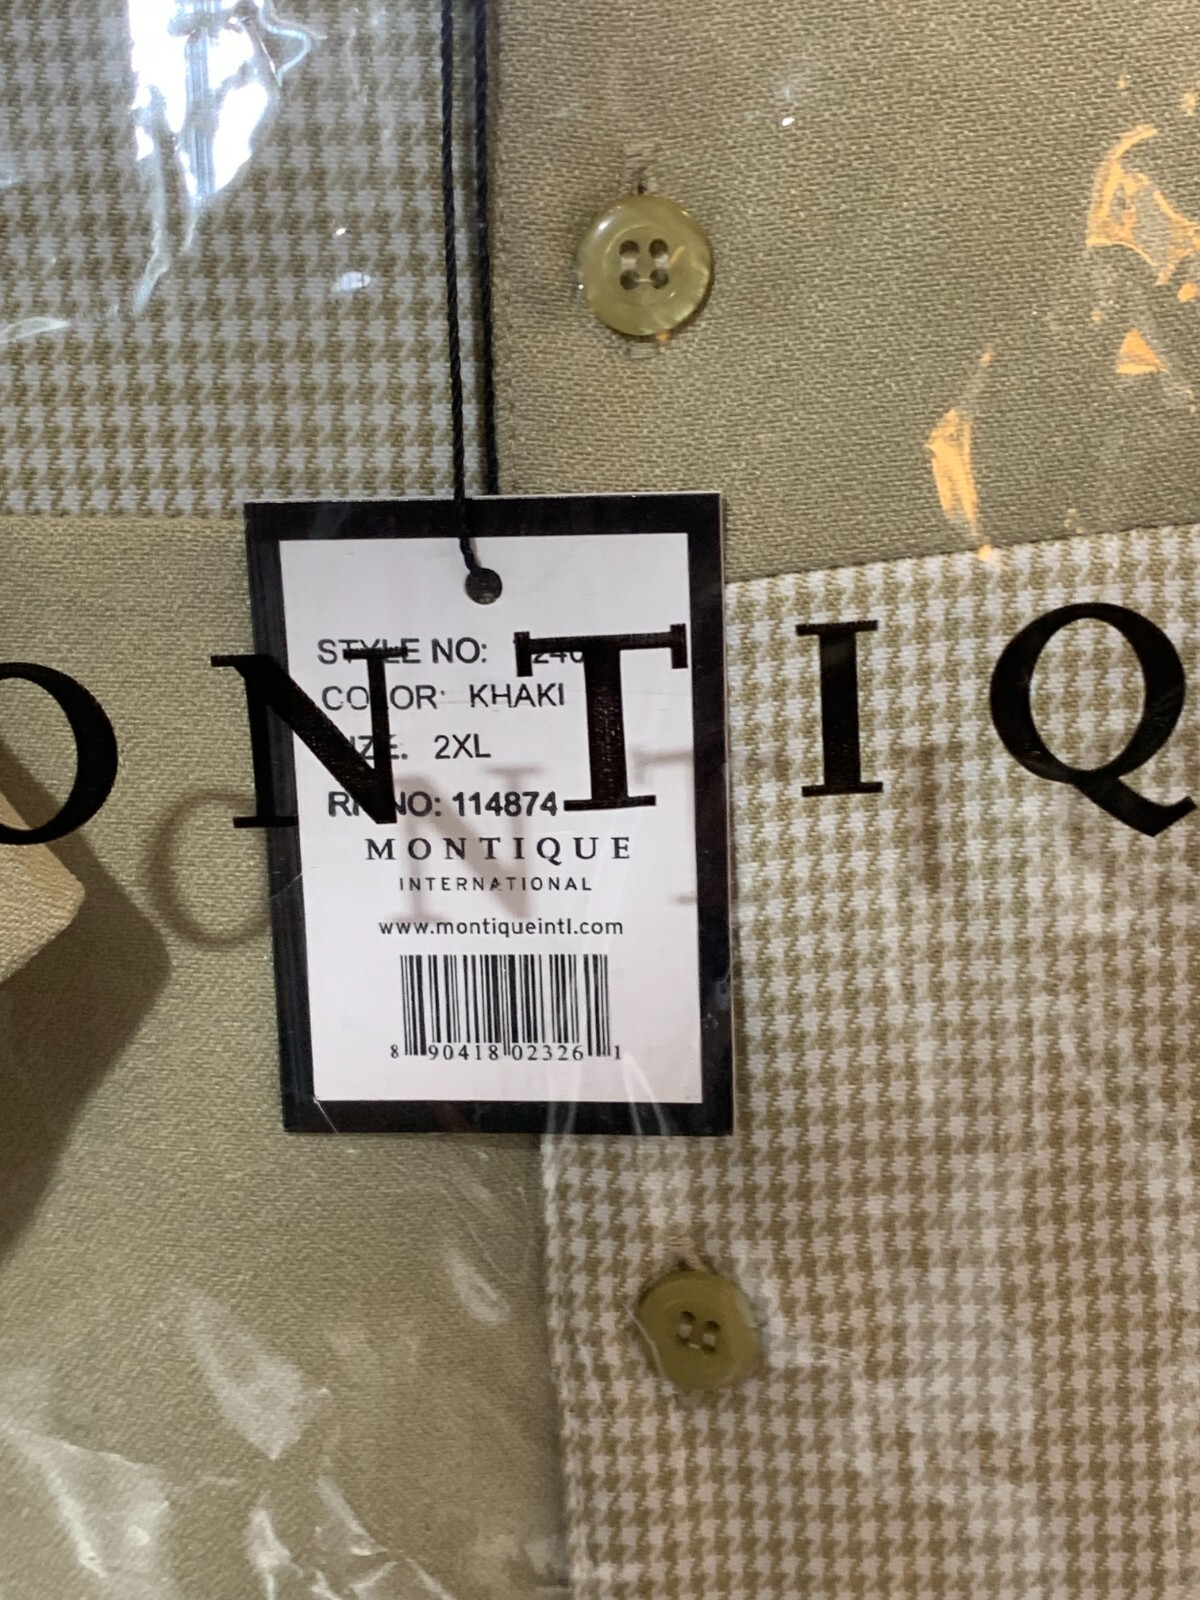 ONTIQ
STYLE NO:
COLOR: KHAKI
SIZE: 2XL
RN NO: 114874
MONTIQUE
INTERNATIONAL
www.montiqueintl.com
8 90418 02326 1